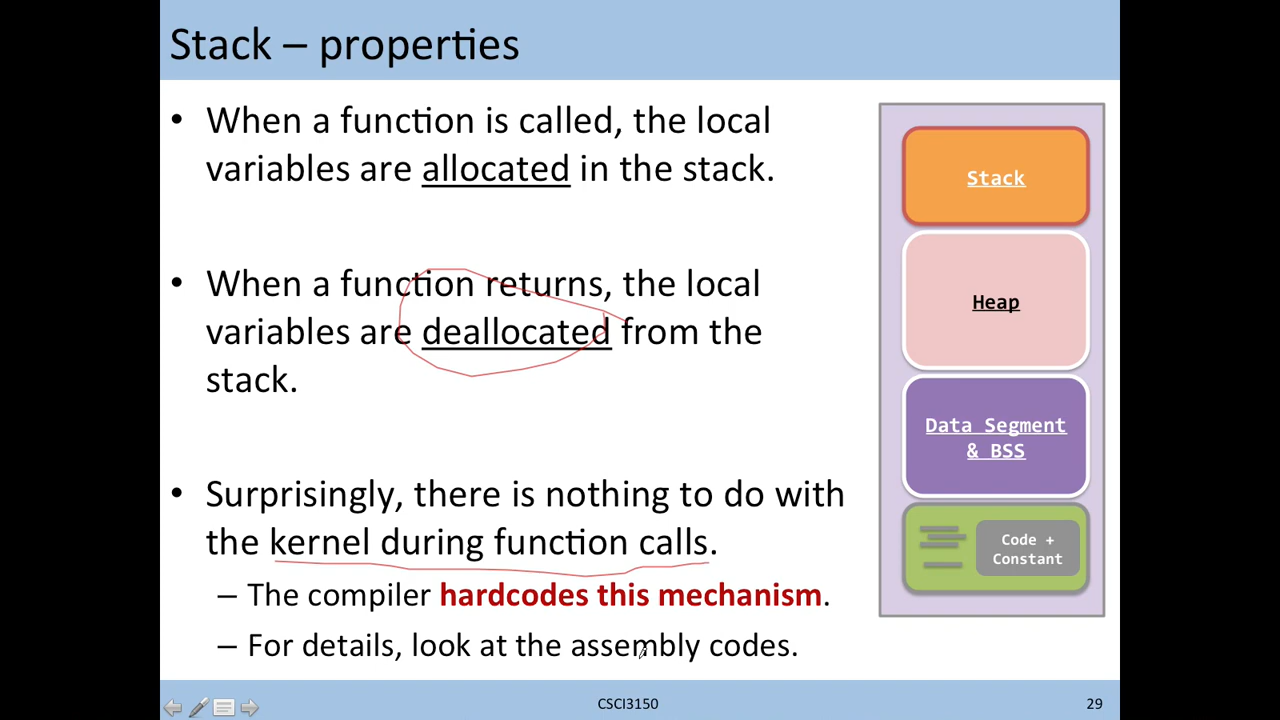 Stack – properties
• When a function is called, the local
variables are allocated in the stack.
• When a function returns, the local
variables are deallocated from the
stack.
• Surprisingly, there is nothing to do with
the kernel during function calls.
– The compiler hardcodes this mechanism.
– For details, look at the assembly codes.
Stack
Heap
Data Segment
& BSS
Code +
Constant
CSCI3150
29